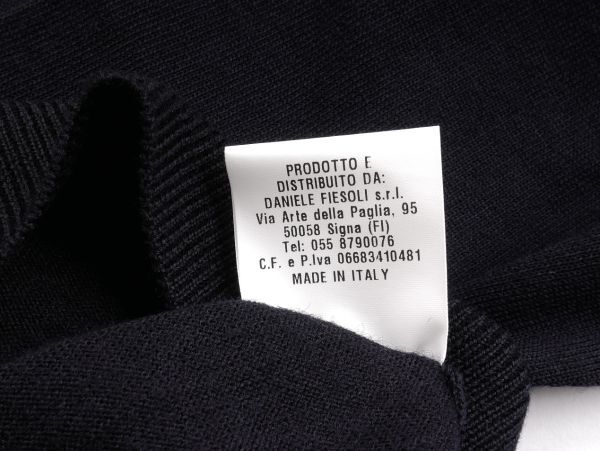 PRODOTTO E
DISTRIBUITO DA:
DANIELE FIESOLI s.r.l.
Via Arte della Paglia, 95
50058 Signa (FI)
Tel: 055 8790076
C.F. e P.Iva 06683410481
MADE IN ITALY